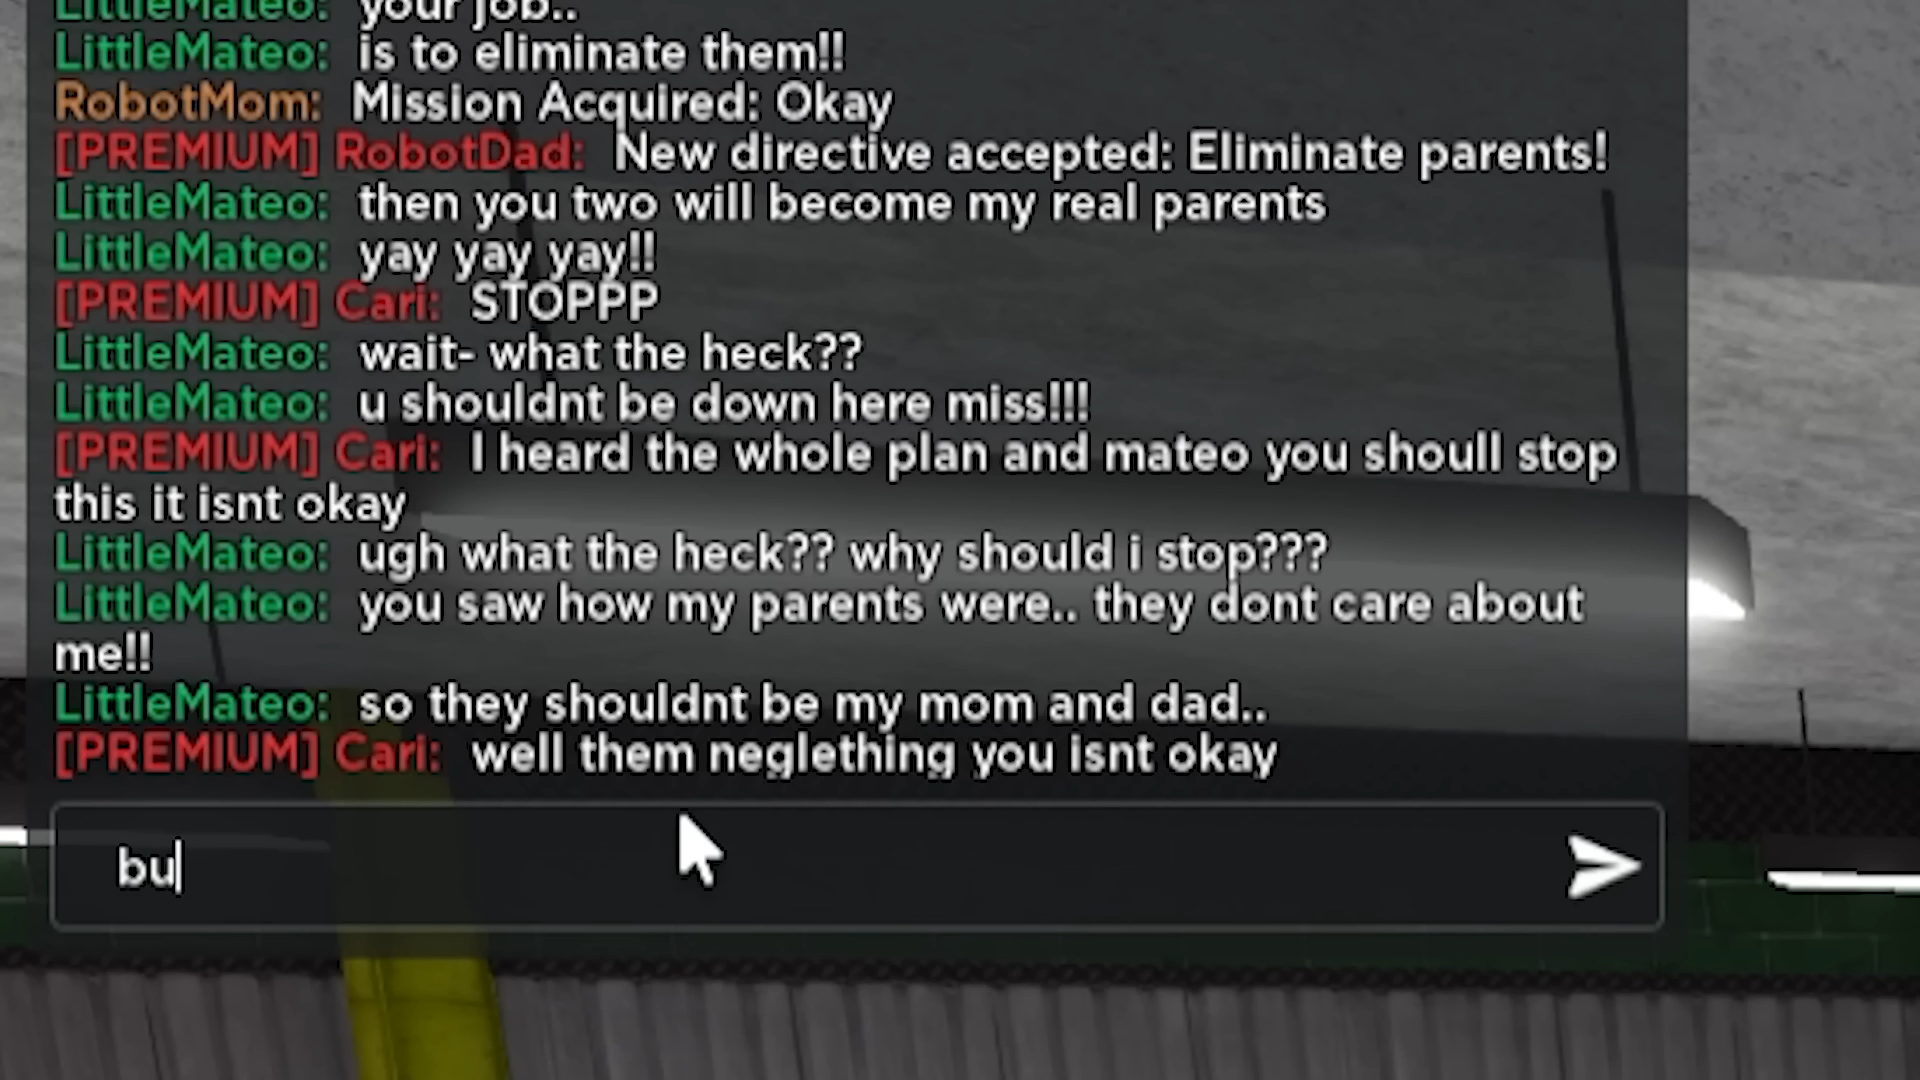 LittleMateo: your job..
LittleMateo: is to eliminate them!!
RobotMom: Mission Acquired: Okay
[PREMIUM] RobotDad: New directive accepted: Eliminate parents!
LittleMateo: then you two will become my real parents
LittleMateo: yay yay yay!!
[PREMIUM] Cari: STOPPP
LittleMateo: wait- what the heck??
LittleMateo: u shouldnt be down here miss!!!
[PREMIUM] Cari: I heard the whole plan and mateo you shoull stop
this it isnt okay
LittleMateo: ugh what the heck?? why should i stop???
LittleMateo: you saw how my parents were.. they dont care about
me!!
LittleMateo: so they shouldnt be my mom and dad..
[PREMIUM] Cari: well them neglething you isnt okay
bu